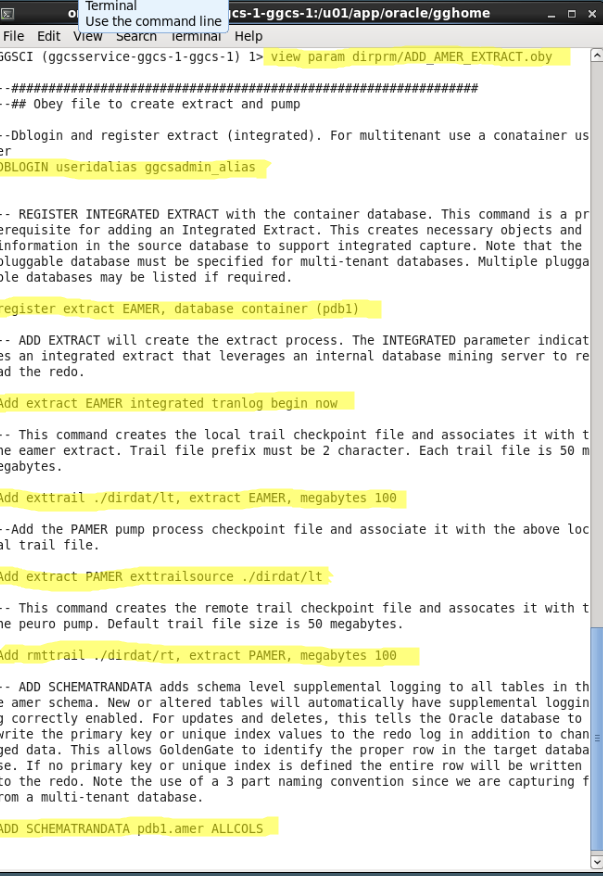 Terminal
Use the command line
o cs-1-ggcs-1:/u01/app/oracle/gghome
File Edit View Search Terminal Help
GGSCI (ggcsservice-ggcs-1-ggcs-1) 1> view param dirprm/ADD_AMER_EXTRACT.oby
--##############################################################
--## Obey file to create extract and pump
--Dblogin and register extract (integrated). For multitenant use a conatainer us
er
DBLOGIN useridalias ggcsadmin_alias
-- REGISTER INTEGRATED EXTRACT with the container database. This command is a pr
erequisite for adding an Integrated Extract. This creates necessary objects and
information in the source database to support integrated capture. Note that the
pluggable database must be specified for multi-tenant databases. Multiple plugga
ble databases may be listed if required.
register extract EAMER, database container (pdb1)
-- ADD EXTRACT will create the extract process. The INTEGRATED parameter indicat
es an integrated extract that leverages an internal database mining server to re
ad the redo.
Add extract EAMER integrated tranlog begin now
-- This command creates the local trail checkpoint file and associates it with t
he eamer extract. Trail file prefix must be 2 character. Each trail file is 50 m
egabytes.
Add exttrail ./dirdat/lt, extract EAMER, megabytes 100
--Add the PAMER pump process checkpoint file and associate it with the above loc
al trail file.
Add extract PAMER exttrailsource ./dirdat/lt
-- This command creates the remote trail checkpoint file and assocates it with t
he peuro pump. Default trail file size is 50 megabytes.
Add rmttrail ./dirdat/rt, extract PAMER, megabytes 100
-- ADD SCHEMATRANDATA adds schema level supplemental logging to all tables in th
e amer schema. New or altered tables will automatically have supplemental loggin
g correctly enabled. For updates and deletes, this tells the Oracle database to
write the primary key or unique index values to the redo log in addition to chan
ged data. This allows GoldenGate to identify the proper row in the target databa
se. If no primary key or unique index is defined the entire row will be written
to the redo. Note the use of a 3 part naming convention since we are capturing f
rom a multi-tenant database.
ADD SCHEMATRANDATA pdb1.amer ALLCOLS